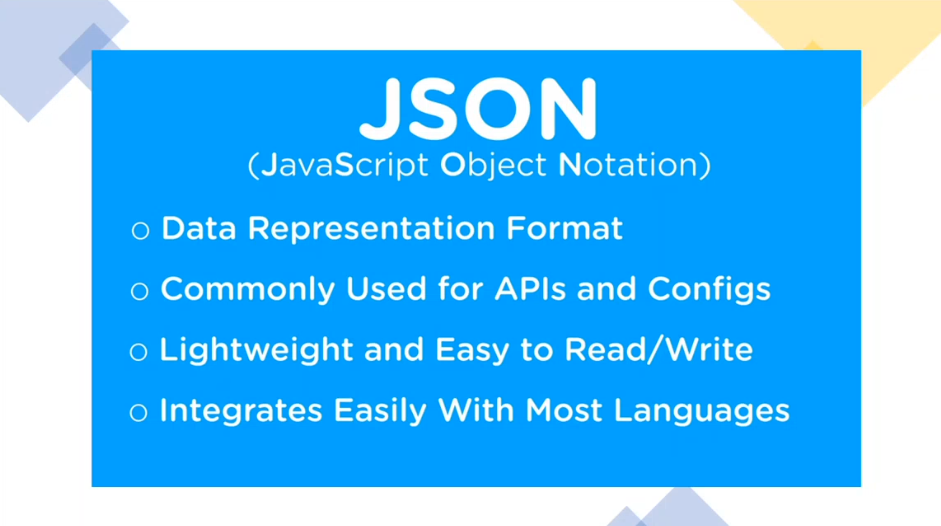 JSON
(JavaScript Object Notation)
o Data Representation Format
o Commonly Used for APIs and Configs
o Lightweight and Easy to Read/Write
o Integrates Easily With Most Languages